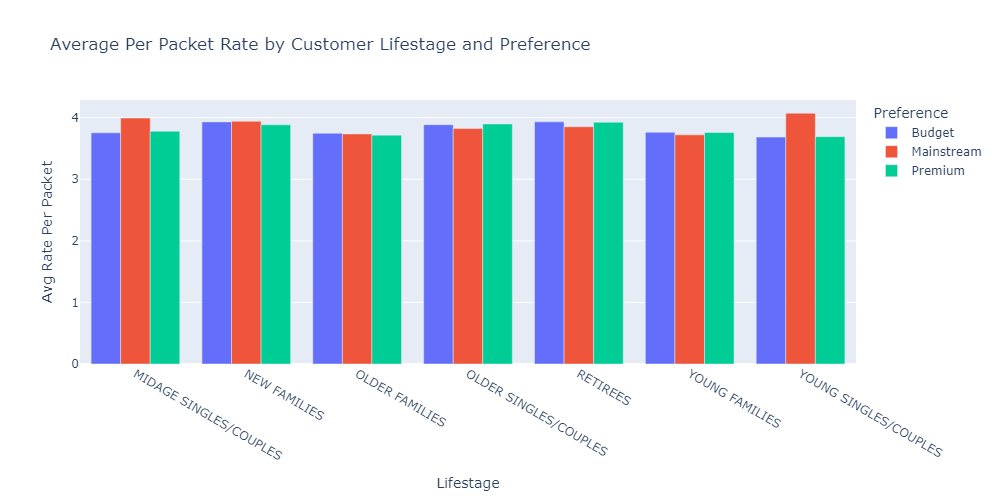 Average Per Packet Rate by Customer Lifestage and Preference
Preference
Budget
Mainstream
Premium
Avg Rate Per Packet
4
3
2
1
0
MIDAGE SINGLES/COUPLES
NEW FAMILIES
OLDER FAMILIES
OLDER SINGLES/COUPLES
RETIREES
YOUNG FAMILIES
YOUNG SINGLES/COUPLES
Lifestage